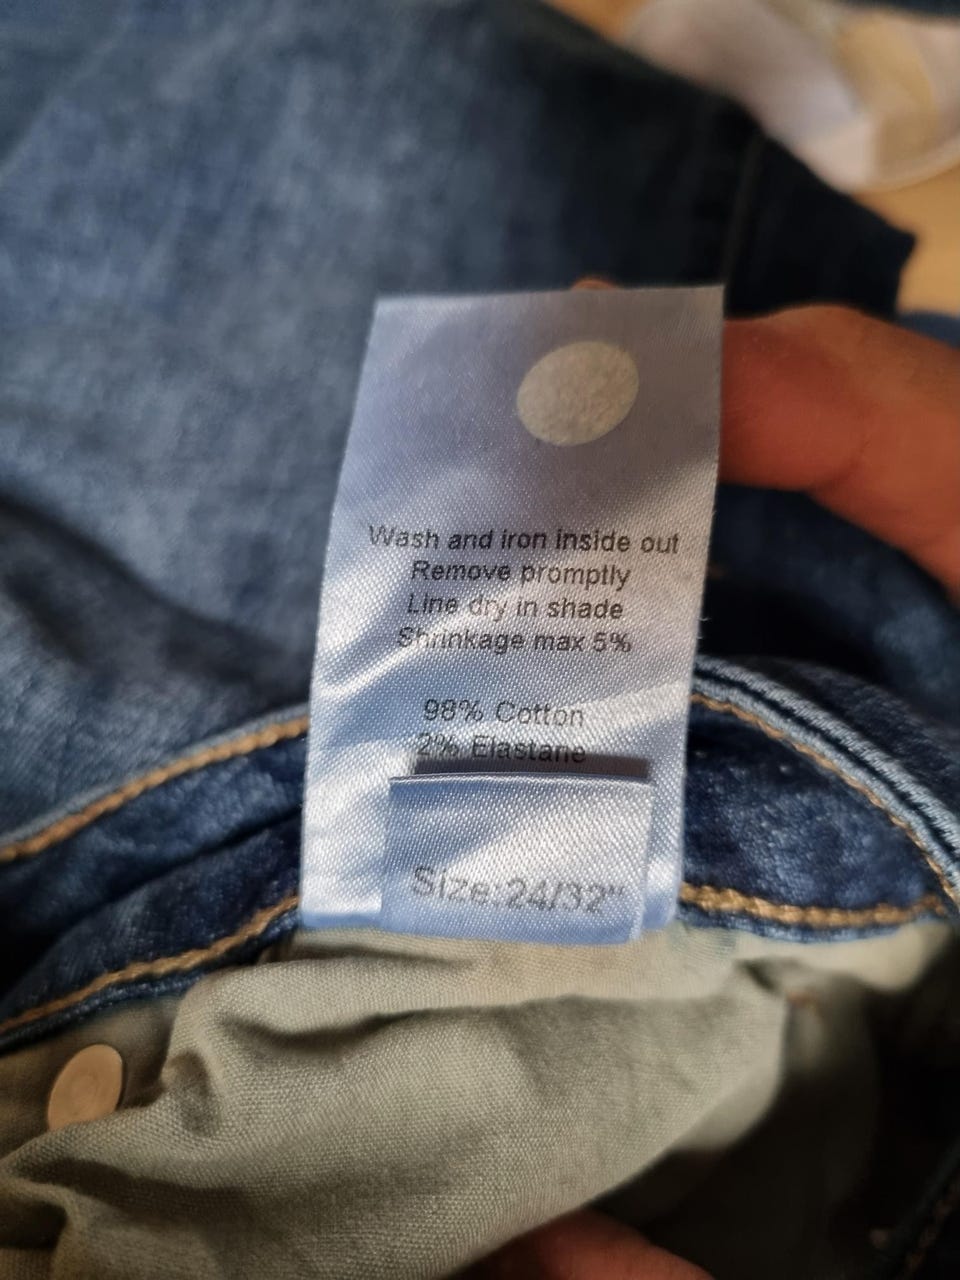 Wash and iron inside out
Remove promptly
Line dry in shade
Shrinkage max 5%
98% Cotton
2% Elastane
Size:24/32"